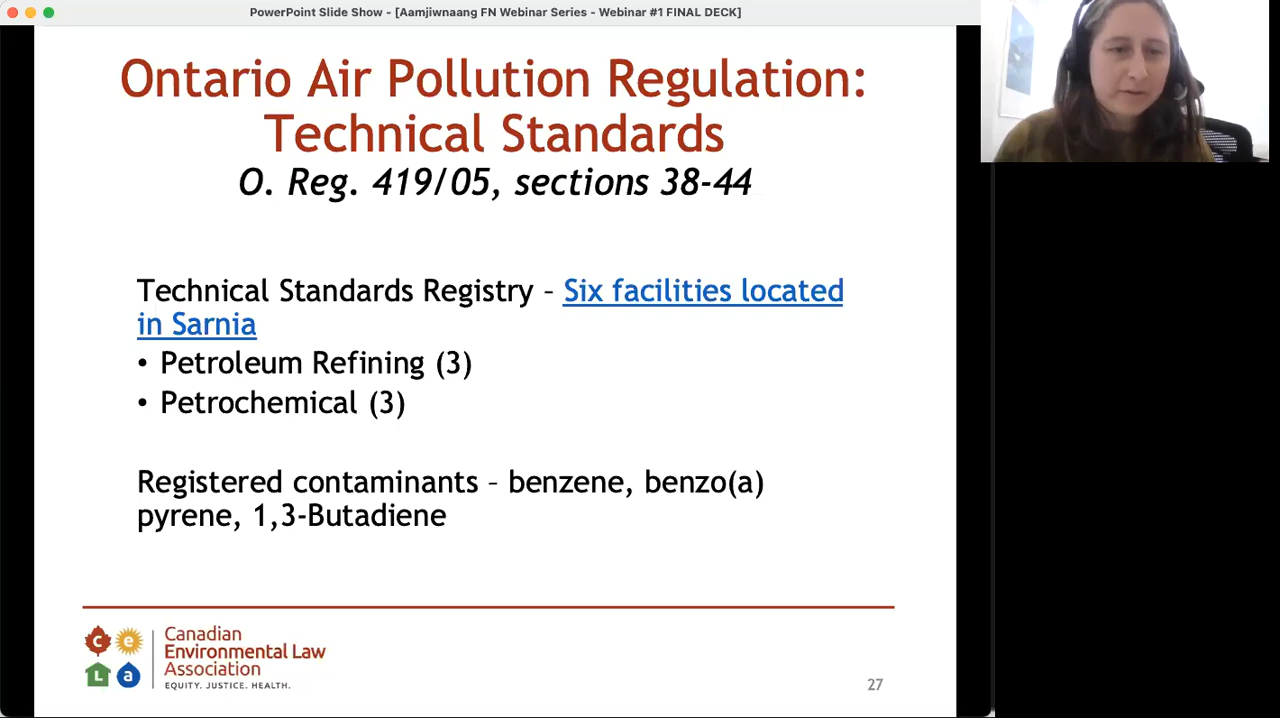 PowerPoint Slide Show - [Aamjiwnaang FN Webinar Series - Webinar #1 FINAL DECK]
Ontario Air Pollution Regulation:
Technical Standards
O. Reg. 419/05, sections 38-44
Technical Standards Registry – Six facilities located
in Sarnia
• Petroleum Refining (3)
• Petrochemical (3)
Registered contaminants – benzene, benzo(a)
pyrene, 1,3-Butadiene
c e L a
Canadian
Environmental Law
Association
EQUITY. JUSTICE. HEALTH.
27